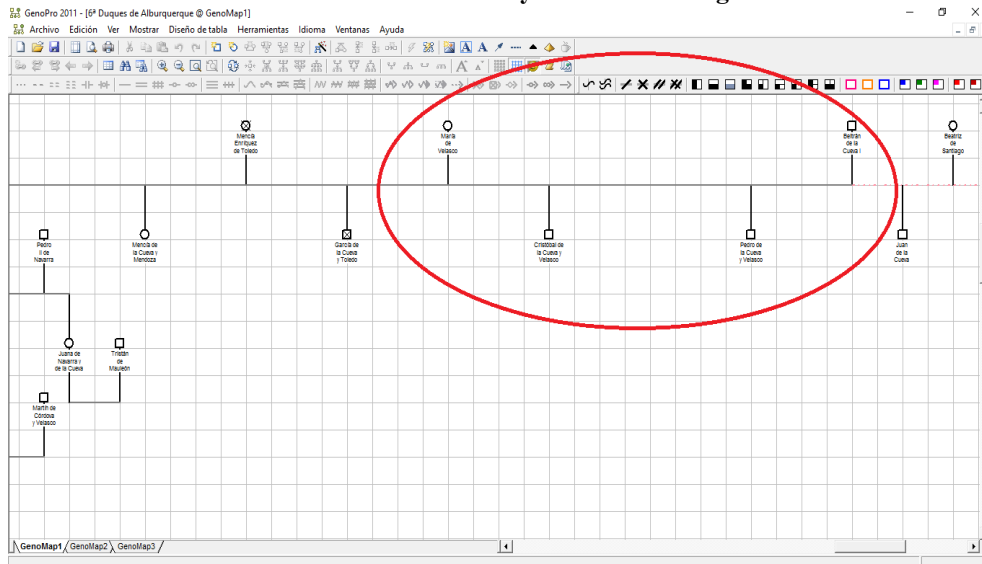 y
g
GenoPro 2011 - [6ª Duques de Alburquerque @ GenoMap1]
Archivo Edición Ver Mostrar Diseño de tabla Herramientas Idioma Ventanas Ayuda
Mencía
Enríquez
de Toledo
María
de
Velasco
Beltrán
de la
Cueva I
Beatriz
de
Santiago
Pedro
II de
Navarra
Mencía de
la Cueva y
Mendoza
García de
la Cueva
y Toledo
Cristóbal de
la Cueva y
Velasco
Pedro de
la Cueva
y Velasco
Juan
de la
Cueva
Juana de
Navarra y
de la Cueva
Tristán
de
Mauleón
Martín de
Córdova
y Velasco
GenoMap1 GenoMap2 GenoMap3